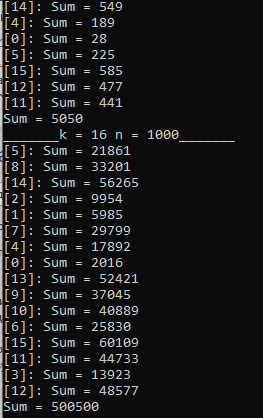 [14]: Sum = 549
[4]: Sum = 189
[0]: Sum = 28
[5]: Sum = 225
[15]: Sum = 585
[12]: Sum = 477
[11]: Sum = 441
Sum = 5050
_______k = 16 n = 1000_______
[5]: Sum = 21861
[8]: Sum = 33201
[14]: Sum = 56265
[2]: Sum = 9954
[1]: Sum = 5985
[7]: Sum = 29799
[4]: Sum = 17892
[0]: Sum = 2016
[13]: Sum = 52421
[9]: Sum = 37045
[10]: Sum = 40889
[6]: Sum = 25830
[15]: Sum = 60109
[11]: Sum = 44733
[3]: Sum = 13923
[12]: Sum = 48577
Sum = 500500